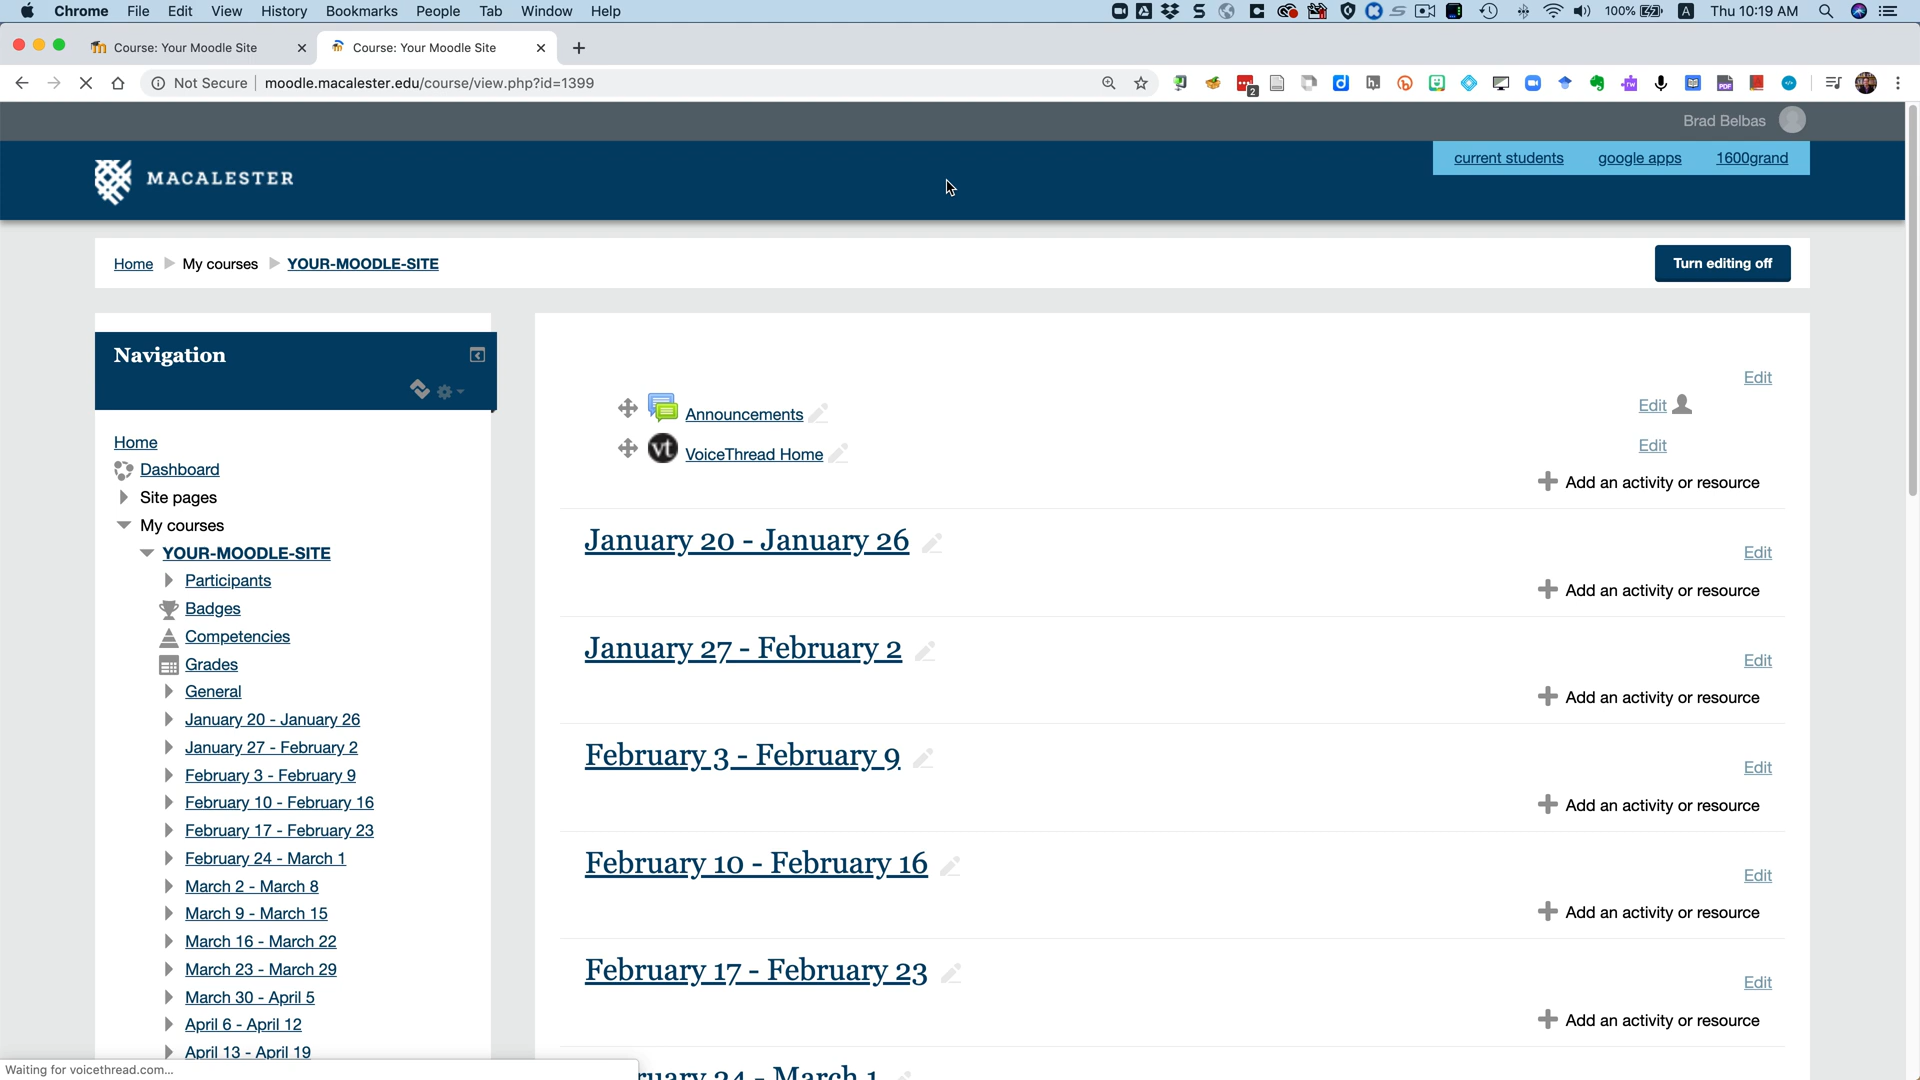 Chrome File Edit View History Bookmarks People Tab Window Help 100% A Thu 10:19 AM
Course: Your Moodle Site Course: Your Moodle Site
Not Secure moodle.macalester.edu/course/view.php?id=1399
Brad Belbas
MACALESTER
current students google apps 1600grand
Home My courses YOUR-MOODLE-SITE
Turn editing off
Navigation
Home
Dashboard
Site pages
My courses
YOUR-MOODLE-SITE
Participants
Badges
Competencies
Grades
General
January 20 - January 26
January 27 - February 2
February 3 - February 9
February 10 - February 16
February 17 - February 23
February 24 - March 1
March 2 - March 8
March 9 - March 15
March 16 - March 22
March 23 - March 29
March 30 - April 5
April 6 - April 12
April 13 - April 19
Edit
Announcements
Edit
vt VoiceThread Home
Edit
Add an activity or resource
January 20 - January 26
Edit
Add an activity or resource
January 27 - February 2
Edit
Add an activity or resource
February 3 - February 9
Edit
Add an activity or resource
February 10 - February 16
Edit
Add an activity or resource
February 17 - February 23
Edit
Add an activity or resource
24 - March 1
Waiting for voicethread.com...